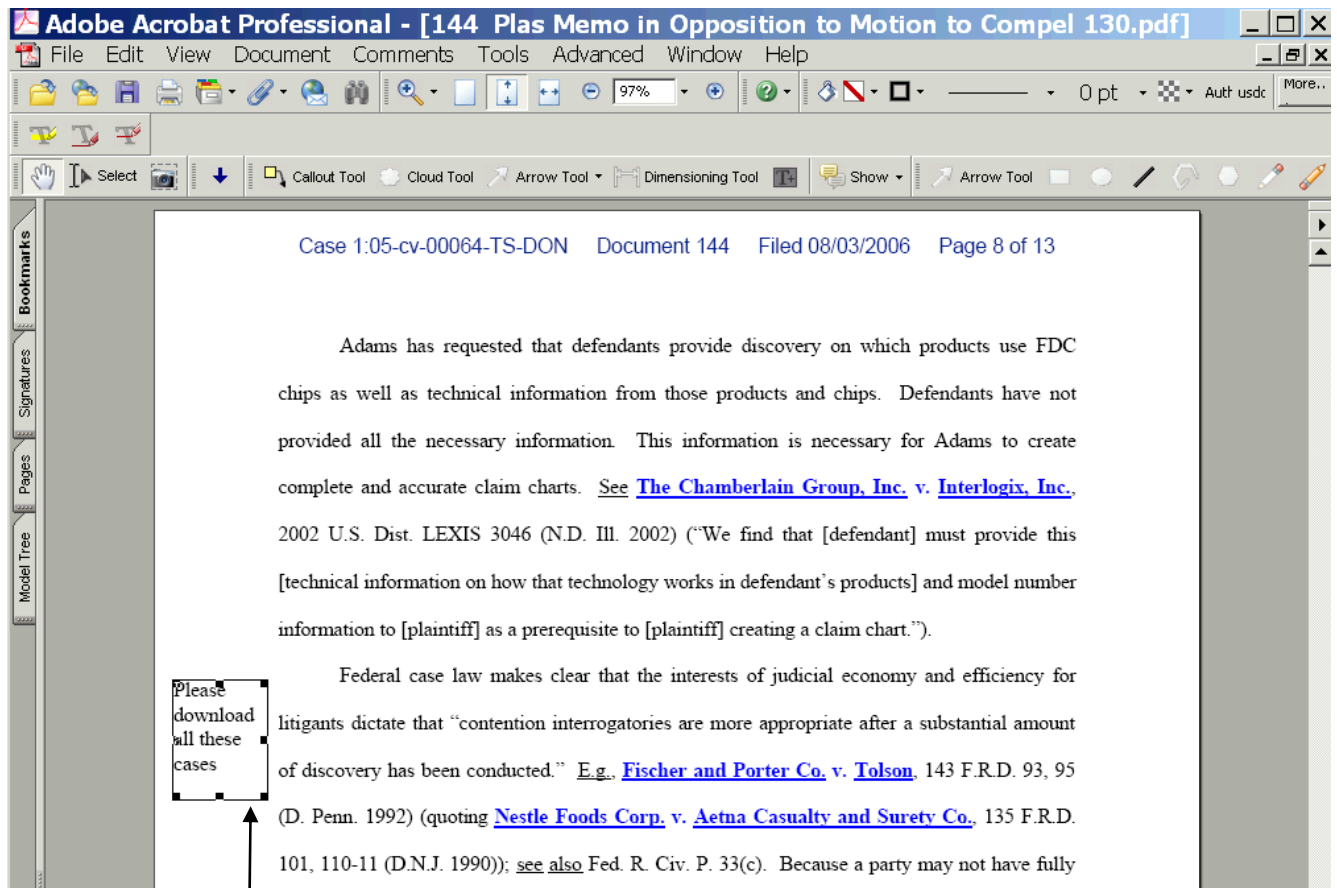 Adobe Acrobat Professional - [144 Plas Memo in Opposition to Motion to Compel 130.pdf]
File Edit View Document Comments Tools Advanced Window Help
97% 0 pt Auth usdc More..
Select Callout Tool Cloud Tool Arrow Tool Dimensioning Tool T+ Show Arrow Tool
Bookmarks
Signatures
Pages
Model Tree
Case 1:05-cv-00064-TS-DON Document 144 Filed 08/03/2006 Page 8 of 13
Adams has requested that defendants provide discovery on which products use FDC
chips as well as technical information from those products and chips. Defendants have not
provided all the necessary information. This information is necessary for Adams to create
complete and accurate claim charts. See The Chamberlain Group, Inc. v. Interlogix, Inc.,
2002 U.S. Dist. LEXIS 3046 (N.D. Ill. 2002) (“We find that [defendant] must provide this
[technical information on how that technology works in defendant’s products] and model number
information to [plaintiff] as a prerequisite to [plaintiff] creating a claim chart.”).
Please
download
all these
cases
Federal case law makes clear that the interests of judicial economy and efficiency for
litigants dictate that “contention interrogatories are more appropriate after a substantial amount
of discovery has been conducted.” E.g., Fischer and Porter Co. v. Tolson, 143 F.R.D. 93, 95
(D. Penn. 1992) (quoting Nestle Foods Corp. v. Aetna Casualty and Surety Co., 135 F.R.D.
101, 110-11 (D.N.J. 1990)); see also Fed. R. Civ. P. 33(c). Because a party may not have fully